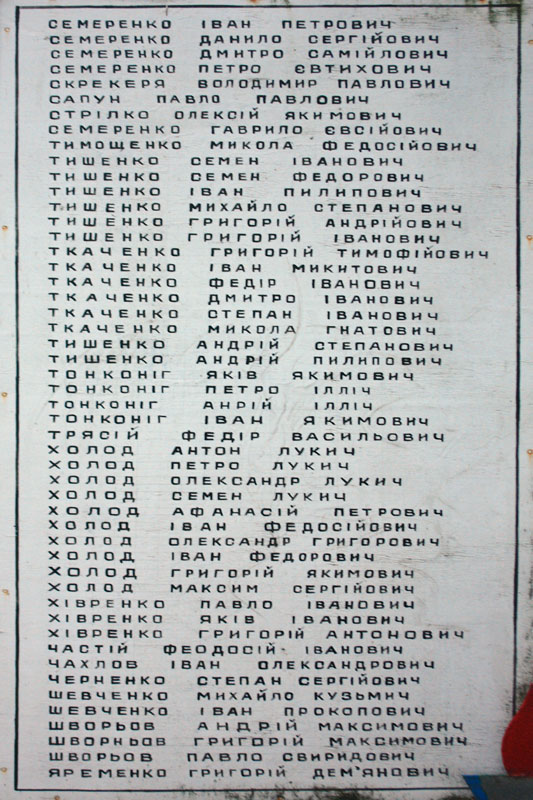 СЕМЕРЕНКО ІВАН ПЕТРОВИЧ
СЕМЕРЕНКО ДАНИЛО СЕРГІЙОВИЧ
СЕМЕРЕНКО ДМИТРО САМІЙЛОВИЧ
СЕМЕРЕНКО ПЕТРО ЄВТИХОВИЧ
СКРЕКЕРЯ ВОЛОДИМИР ПАВЛОВИЧ
САПУН ПАВЛО ПАВЛОВИЧ
СТРІЛКО ОЛЕКСІЙ ЯКИМОВИЧ
СЕМЕРЕНКО ГАВРИЛО ЄВСІЙОВИЧ
ТИМОЩЕНКО МИКОЛА ФЕДОСІЙОВИЧ
ТИШЕНКО СЕМЕН ІВАНОВИЧ
ТИШЕНКО СЕМЕН ФЕДОРОВИЧ
ТИШЕНКО ІВАН ПИЛИПОВИЧ
ТИШЕНКО МИХАЙЛО СТЕПАНОВИЧ
ТИШЕНКО ГРИГОРІЙ АНДРІЙОВИЧ
ТИШЕНКО ГРИГОРІЙ ІВАНОВИЧ
ТКАЧЕНКО ГРИГОРІЙ ТИМОФІЙОВИЧ
ТКАЧЕНКО ІВАН МИКИТОВИЧ
ТКАЧЕНКО ФЕДІР ІВАНОВИЧ
ТКАЧЕНКО ДМИТРО ІВАНОВИЧ
ТКАЧЕНКО СТЕПАН ІВАНОВИЧ
ТКАЧЕНКО МИКОЛА ГНАТОВИЧ
ТИШЕНКО АНДРІЙ СТЕПАНОВИЧ
ТИШЕНКО АНДРІЙ ПИЛИПОВИЧ
ТОНКОНІГ ЯКІВ ЯКИМОВИЧ
ТОНКОНІГ ПЕТРО ІЛЛІЧ
ТОНКОНІГ АНРІЙ ІЛЛІЧ
ТОНКОНІГ ІВАН ЯКИМОВИЧ
ТРЯСІЙ ФЕДІР ВАСИЛЬОВИЧ
ХОЛОД АНТОН ЛУКИЧ
ХОЛОД ПЕТРО ЛУКИЧ
ХОЛОД ОЛЕКСАНДР ЛУКИЧ
ХОЛОД СЕМЕН ЛУКИЧ
ХОЛОД АФАНАСІЙ ПЕТРОВИЧ
ХОЛОД ІВАН ФЕДОСІЙОВИЧ
ХОЛОД ОЛЕКСАНДР ГРИГОРОВИЧ
ХОЛОД ІВАН ФЕДОРОВИЧ
ХОЛОД ГРИГОРІЙ ЯКИМОВИЧ
ХОЛОД МАКСИМ СЕРГІЙОВИЧ
ХІВРЕНКО ПАВЛО ІВАНОВИЧ
ХІВРЕНКО ЯКІВ ІВАНОВИЧ
ХІВРЕНКО ГРИГОРІЙ АНТОНОВИЧ
ЧАСТІЙ ФЕОДОСІЙ ІВАНОВИЧ
ЧАХЛОВ ІВАН ОЛЕКСАНДРОВИЧ
ЧЕРНЕНКО СТЕПАН СЕРГІЙОВИЧ
ШЕВЧЕНКО МИХАЙЛО КУЗЬМИЧ
ШЕВЧЕНКО ІВАН ПРОКОПОВИЧ
ШВОРЬОВ АНДРІЙ МАКСИМОВИЧ
ШВОРНЬОВ ГРИГОРІЙ МАКСИМОВИЧ
ШВОРЬОВ ПАВЛО СВИРИДОВИЧ
ЯРЕМЕНКО ГРИГОРІЙ ДЕМ'ЯНОВИЧ